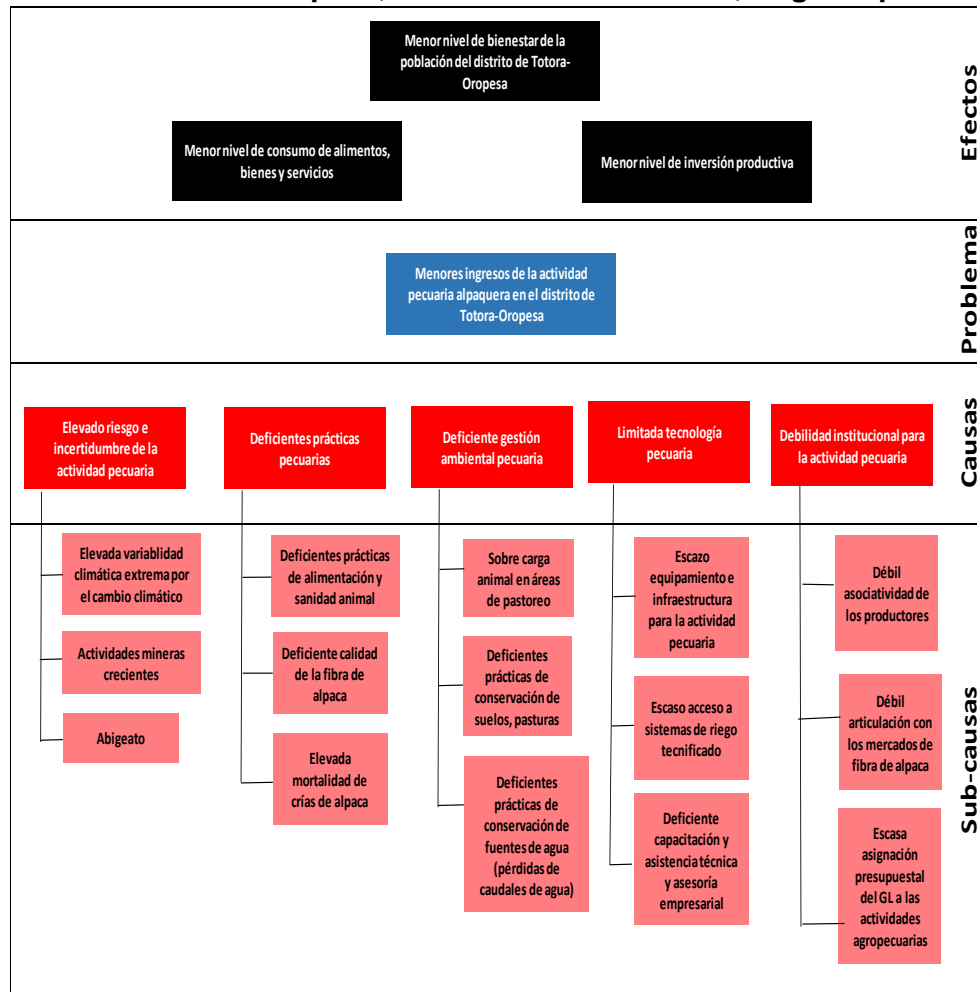 Menor nivel de bienestar de la
población del distrito de Totora-
Oropesa
Menor nivel de consumo de alimentos,
bienes y servicios
Menor nivel de inversión productiva
Efectos
Menores ingresos de la actividad
pecuaria alpaquera en el distrito de
Totora-Oropesa
Problema
Elevado riesgo e
incertidumbre de la
actividad pecuaria
Deficientes prácticas
pecuarias
Deficiente gestión
ambiental pecuaria
Limitada tecnología
pecuaria
Debilidad institucional para
la actividad pecuaria
Causas
Elevada variablidad
climática extrema por
el cambio climático
Actividades mineras
crecientes
Abigeato
Deficientes prácticas
de alimentación y
sanidad animal
Deficiente calidad
de la fibra de
alpaca
Elevada
mortalidad de
crías de alpaca
Sobre carga
animal en áreas
de pastoreo
Deficientes
prácticas de
conservación de
suelos, pasturas
Deficientes
prácticas de
conservación de
fuentes de agua
(pérdidas de
caudales de agua)
Escazo
equipamiento e
infraestructura
para la actividad
pecuaria
Escaso acceso a
sistemas de riego
tecnificado
Deficiente
capacitación y
asistencia técnica
y asesoría
empresarial
Débil
asociatividad de
los productores
Débil
articulación con
los mercados de
fibra de alpaca
Escasa
asignación
presupuestal
del GL a las
actividades
agropecuarias
Sub-causas